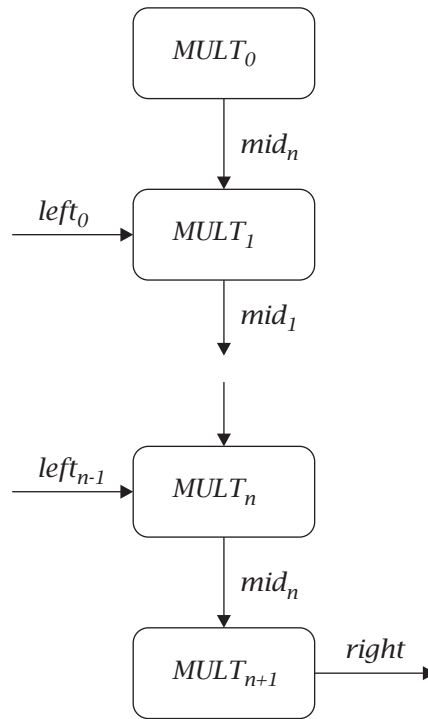 MULT₀
midₙ
left₀
MULT₁
mid₁
leftₙ₋₁
MULTₙ
midₙ
right
MULTₙ₊₁